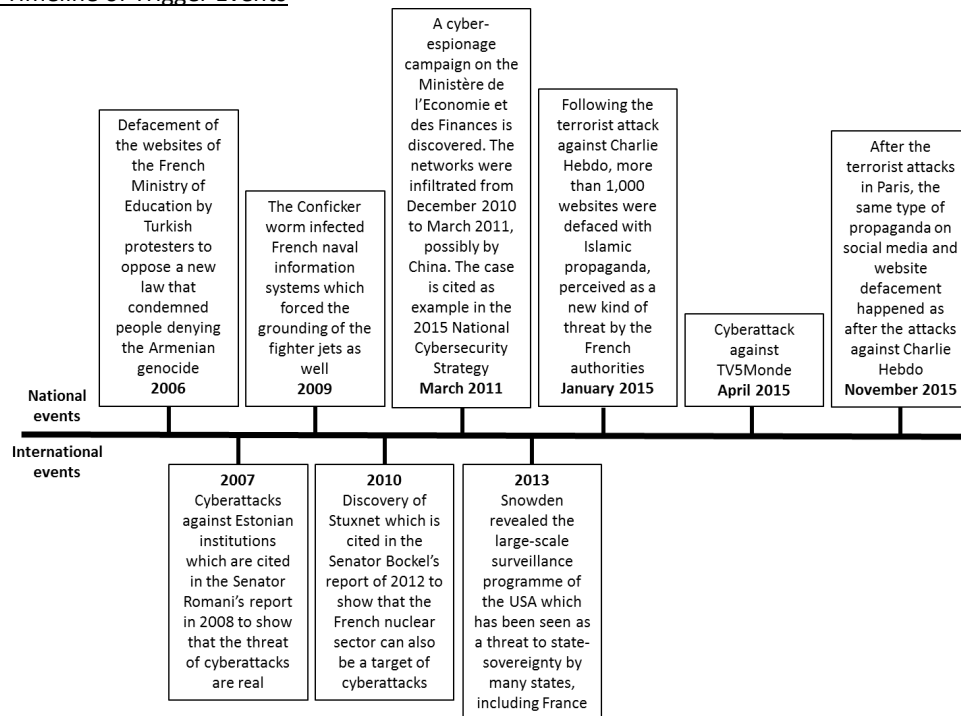 Timeline of Trigger Events
Defacement of
the websites of
the French
Ministry of
Education by
Turkish
protesters to
oppose a new
law that
condemned
people denying
the Armenian
genocide
2006
The Conficker
worm infected
French naval
information
systems which
forced the
grounding of the
fighter jets as
well
2009
A cyber-
espionage
campaign on the
Ministère de
l'Economie et
des Finances is
discovered. The
networks were
infiltrated from
December 2010
to March 2011,
possibly by
China. The case
is cited as
example in the
2015 National
Cybersecurity
Strategy
March 2011
Following the
terrorist attack
against Charlie
Hebdo, more
than 1,000
websites were
defaced with
Islamic
propaganda,
perceived as a
new kind of
threat by the
French
authorities
January 2015
Cyberattack
against
TV5Monde
April 2015
After the
terrorist attacks
in Paris, the
same type of
propaganda on
social media and
website
defacement
happened as
after the attacks
against Charlie
Hebdo
November 2015
National
events
International
events
2007
Cyberattacks
against Estonian
institutions
which are cited
in the Senator
Romani's report
in 2008 to show
that the threat
of cyberattacks
are real
2010
Discovery of
Stuxnet which is
cited in the
Senator Bockel's
report of 2012 to
show that the
French nuclear
sector can also
be a target of
cyberattacks
2013
Snowden
revealed the
large-scale
surveillance
programme of
the USA which
has been seen as
a threat to state-
sovereignty by
many states,
including France